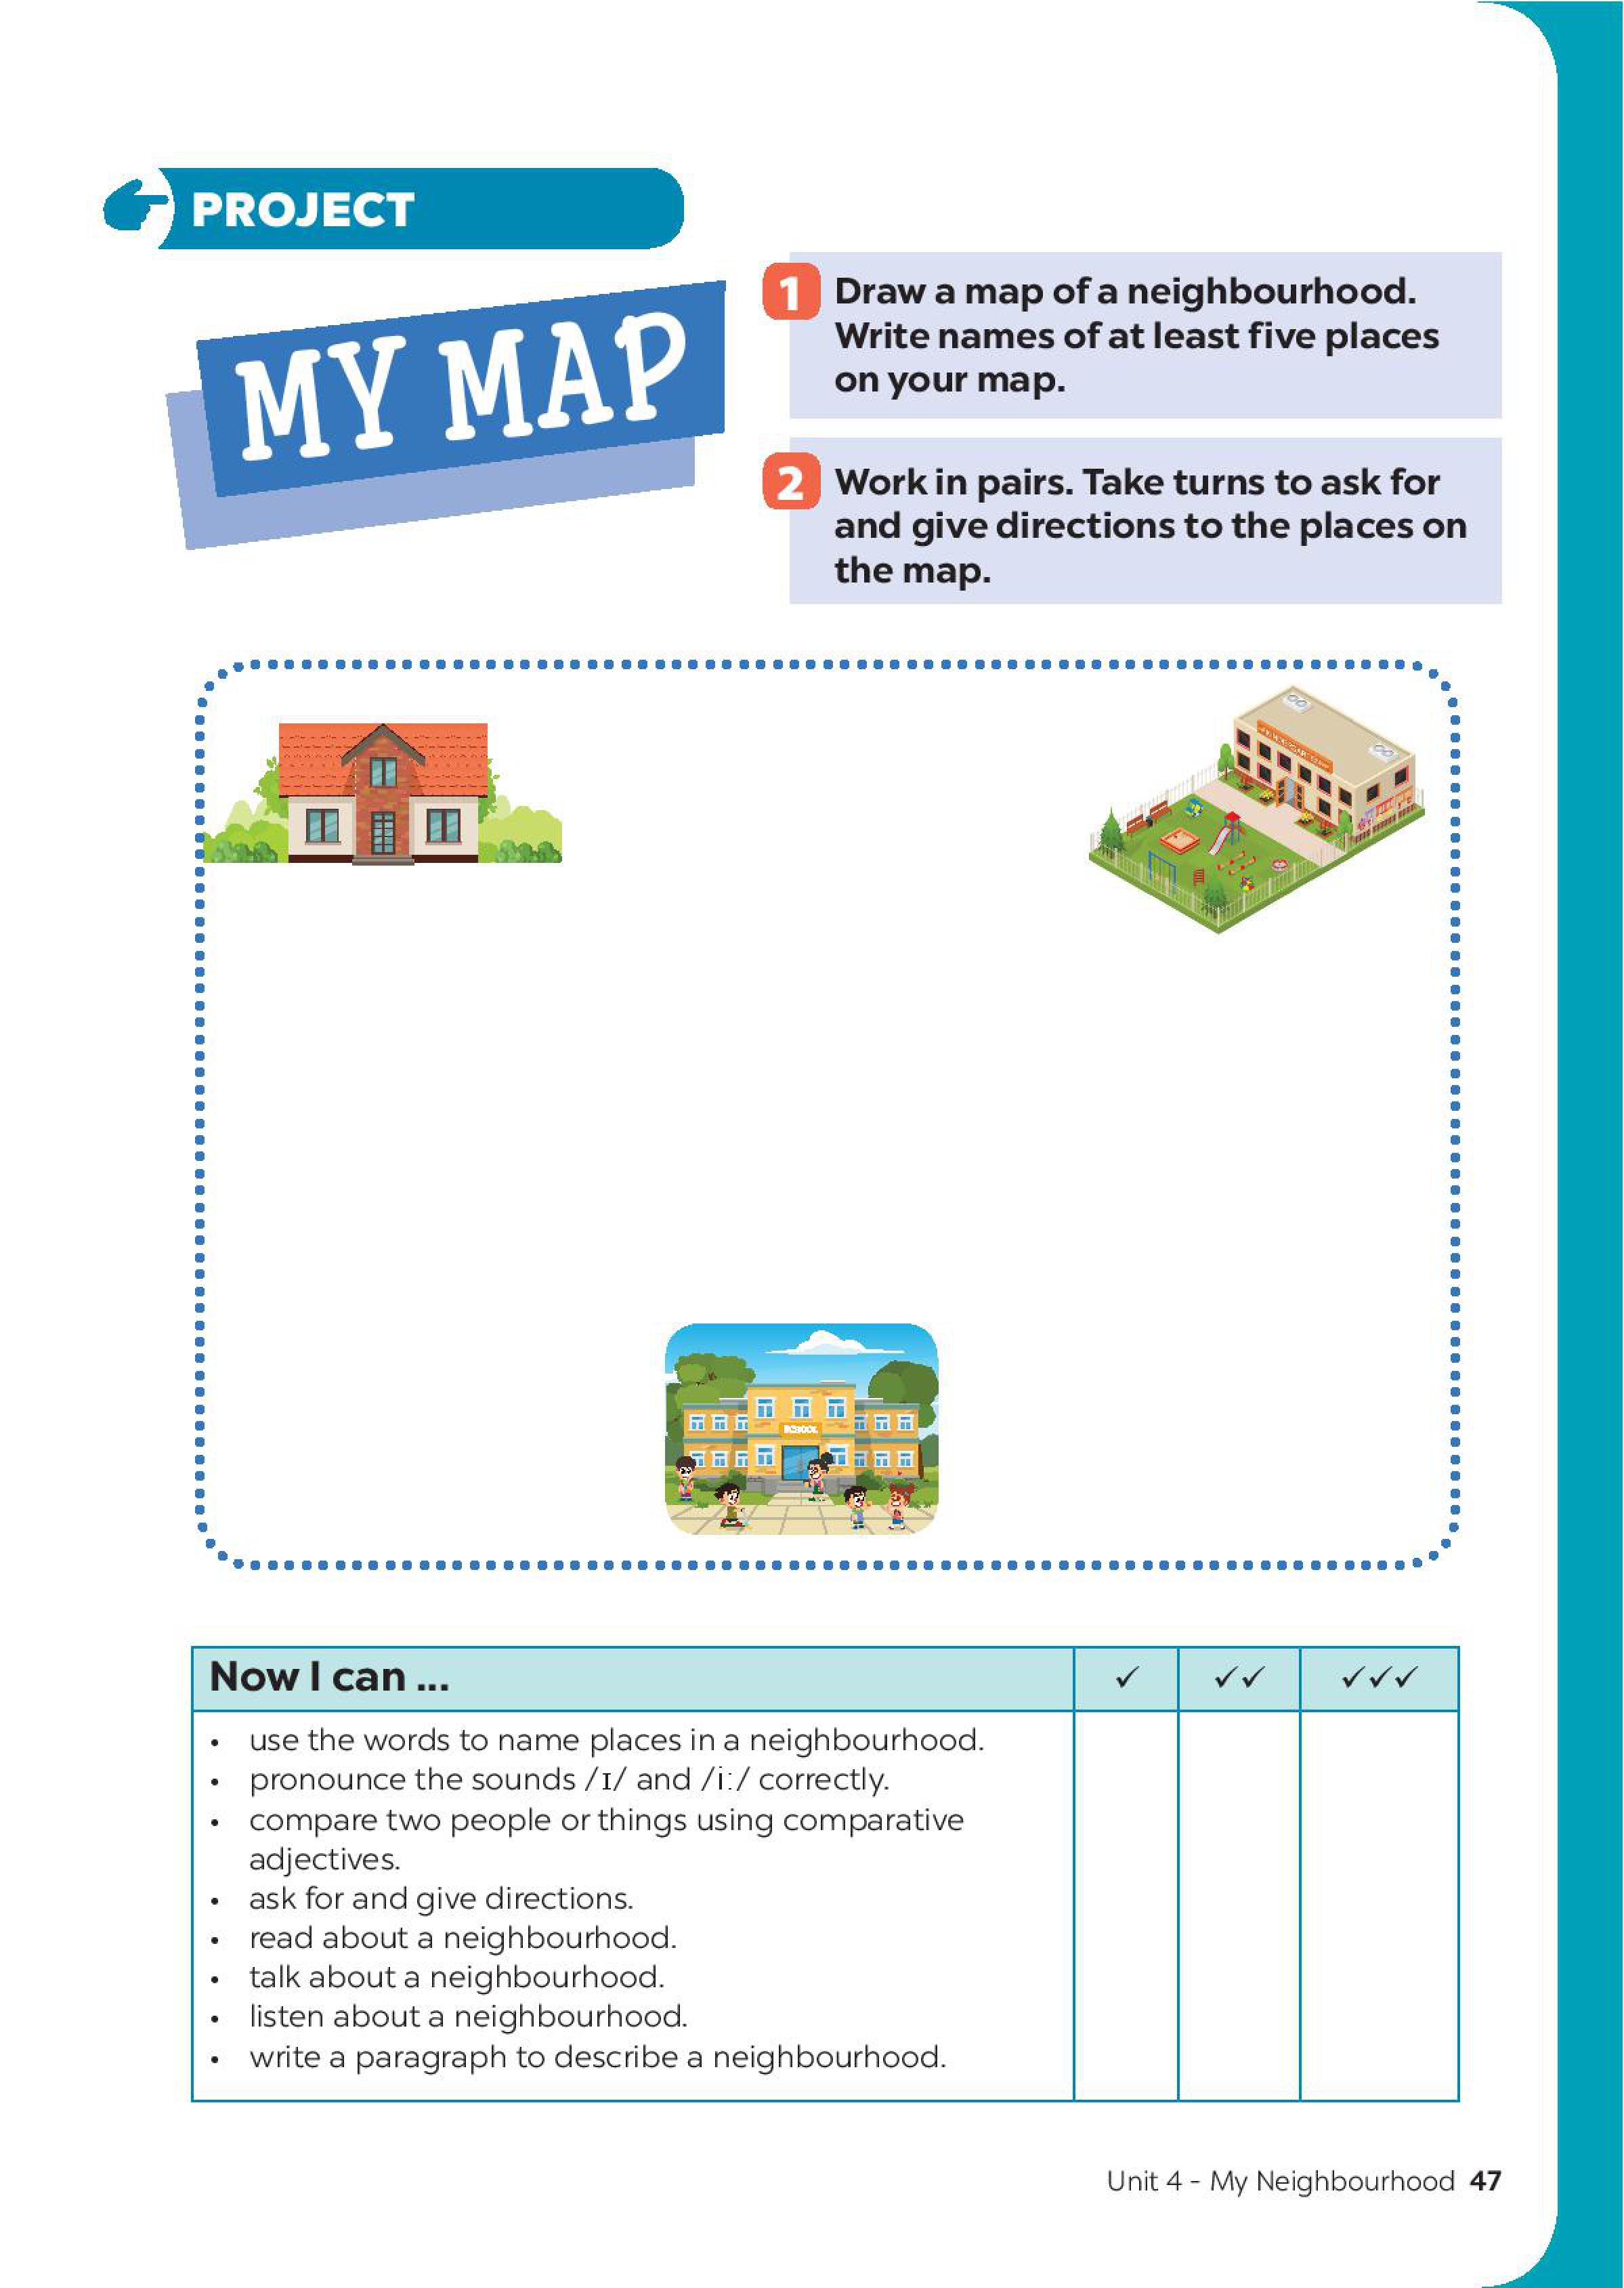 PROJECT
MY MAP
1 Draw a map of a neighbourhood.
Write names of at least five places
on your map.
2 Work in pairs. Take turns to ask for
and give directions to the places on
the map.
SCHOOL
Now I can ... ✓ ✓✓ ✓✓✓
• use the words to name places in a neighbourhood.
• pronounce the sounds /ɪ/ and /iː/ correctly.
• compare two people or things using comparative
adjectives.
• ask for and give directions.
• read about a neighbourhood.
• talk about a neighbourhood.
• listen about a neighbourhood.
• write a paragraph to describe a neighbourhood.
Unit 4 - My Neighbourhood 47